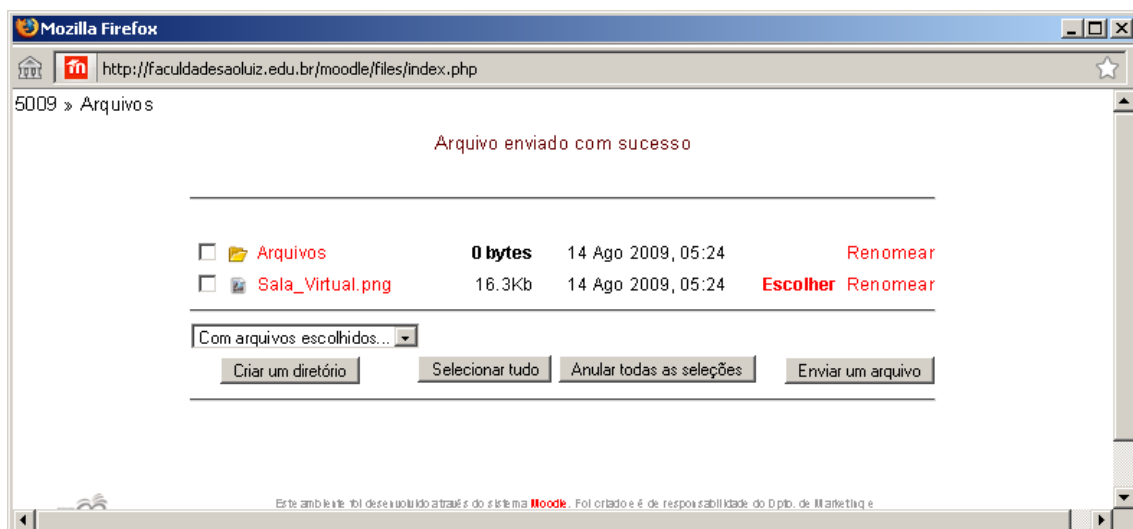 Mozilla Firefox
http://faculdadesaoluiz.edu.br/moodle/files/index.php
5009 » Arquivos
Arquivo enviado com sucesso
Arquivos 0 bytes 14 Ago 2009, 05:24 Renomear
Sala_Virtual.png 16.3Kb 14 Ago 2009, 05:24 Escolher Renomear
Com arquivos escolhidos...
Criar um diretório Selecionar tudo Anular todas as seleções Enviar um arquivo
Este ambiente foi desenvolvido através do sistema Moodle. Foi criado e é de responsabilidade do Dpto. de Marketing e